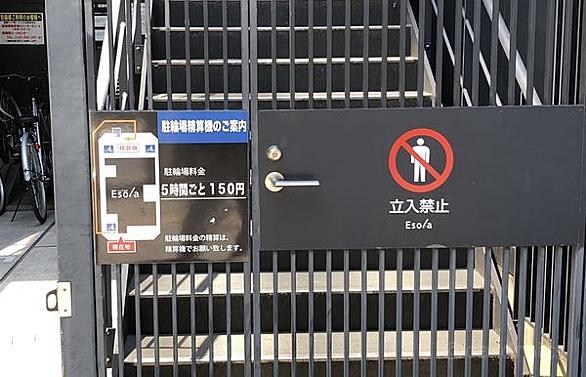 駐輪場精算機のご案内
精算機
Eso/a
現在地
駐輪場料金
5時間ごと 150円
駐輪場料金の精算は、
精算機でお願い致します。
立入禁止
Eso/a